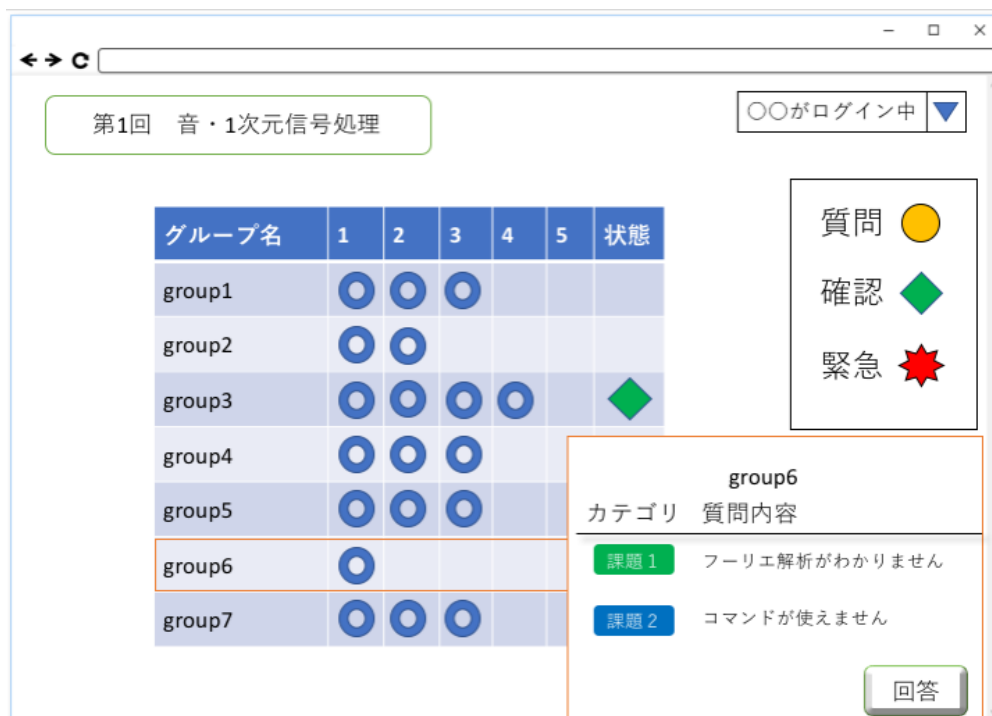 第1回　音・1次元信号処理
〇〇がログイン中
質問
確認
緊急
グループ名 1 2 3 4 5 状態
group1
group2
group3
group4
group5
group6
group7
group6
カテゴリ 質問内容
課題1 フーリエ解析がわかりません
課題2 コマンドが使えません
回答